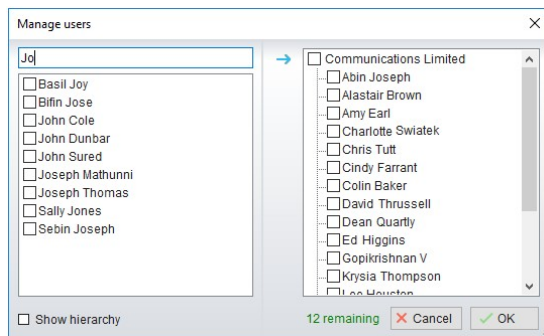 Manage users
Jo
Basil Joy
Bifin Jose
John Cole
John Dunbar
John Sured
Joseph Mathunni
Joseph Thomas
Sally Jones
Sebin Joseph
Show hierarchy
Communications Limited
Abin Joseph
Alastair Brown
Amy Earl
Charlotte Swiatek
Chris Tutt
Cindy Farrant
Colin Baker
David Thrussell
Dean Quartly
Ed Higgins
Gopikrishnan V
Krysia Thompson
Lee Houston
12 remaining
Cancel
OK